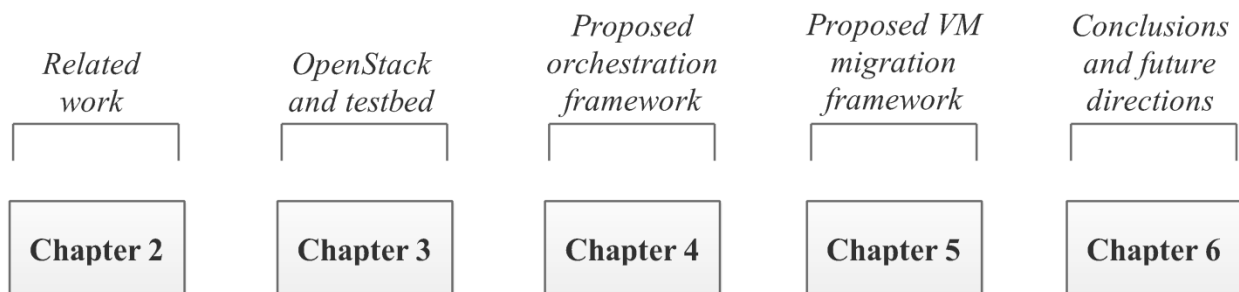 Related
work
OpenStack
and testbed
Proposed
orchestration
framework
Proposed VM
migration
framework
Conclusions
and future
directions
Chapter 2
Chapter 3
Chapter 4
Chapter 5
Chapter 6